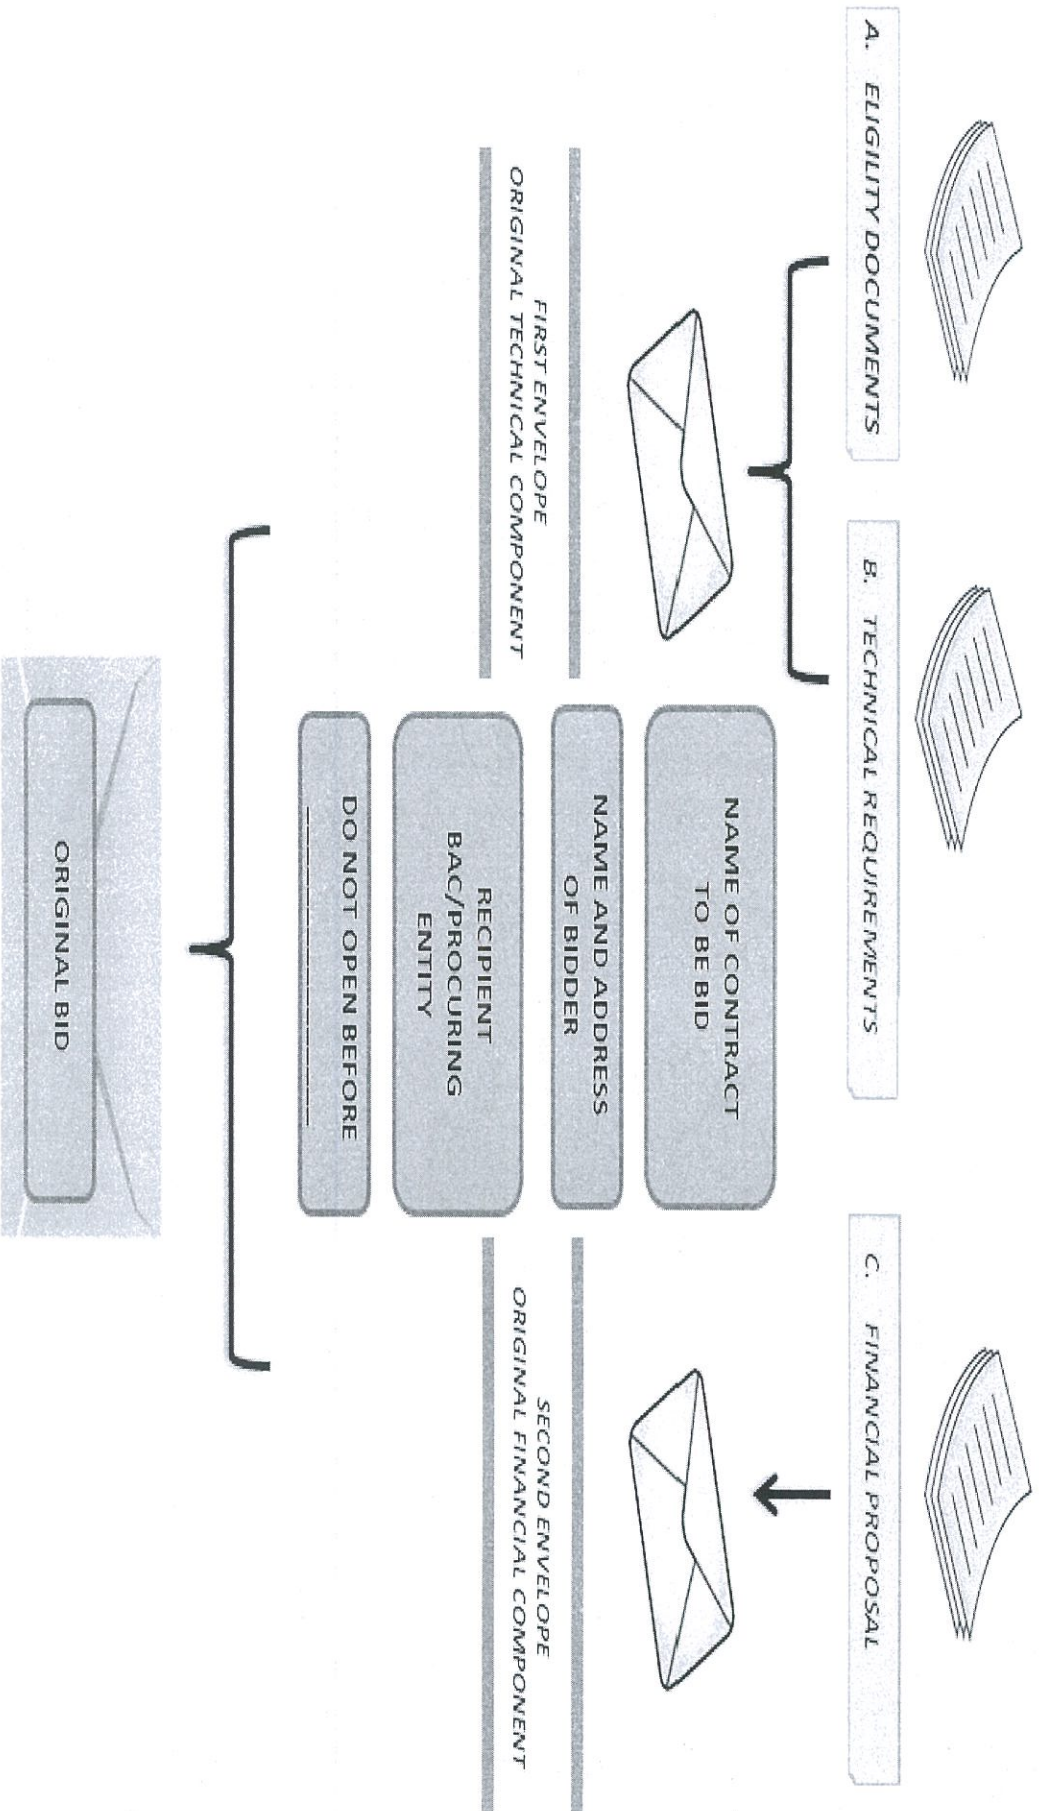 A. ELIGILITY DOCUMENTS
B. TECHNICAL REQUIREMENTS
C. FINANCIAL PROPOSAL
NAME OF CONTRACT
TO BE BID
NAME AND ADDRESS
OF BIDDER
FIRST ENVELOPE
ORIGINAL TECHNICAL COMPONENT
SECOND ENVELOPE
ORIGINAL FINANCIAL COMPONENT
RECIPIENT
BAC/PROCURING
ENTITY
DO NOT OPEN BEFORE
____________________
ORIGINAL BID